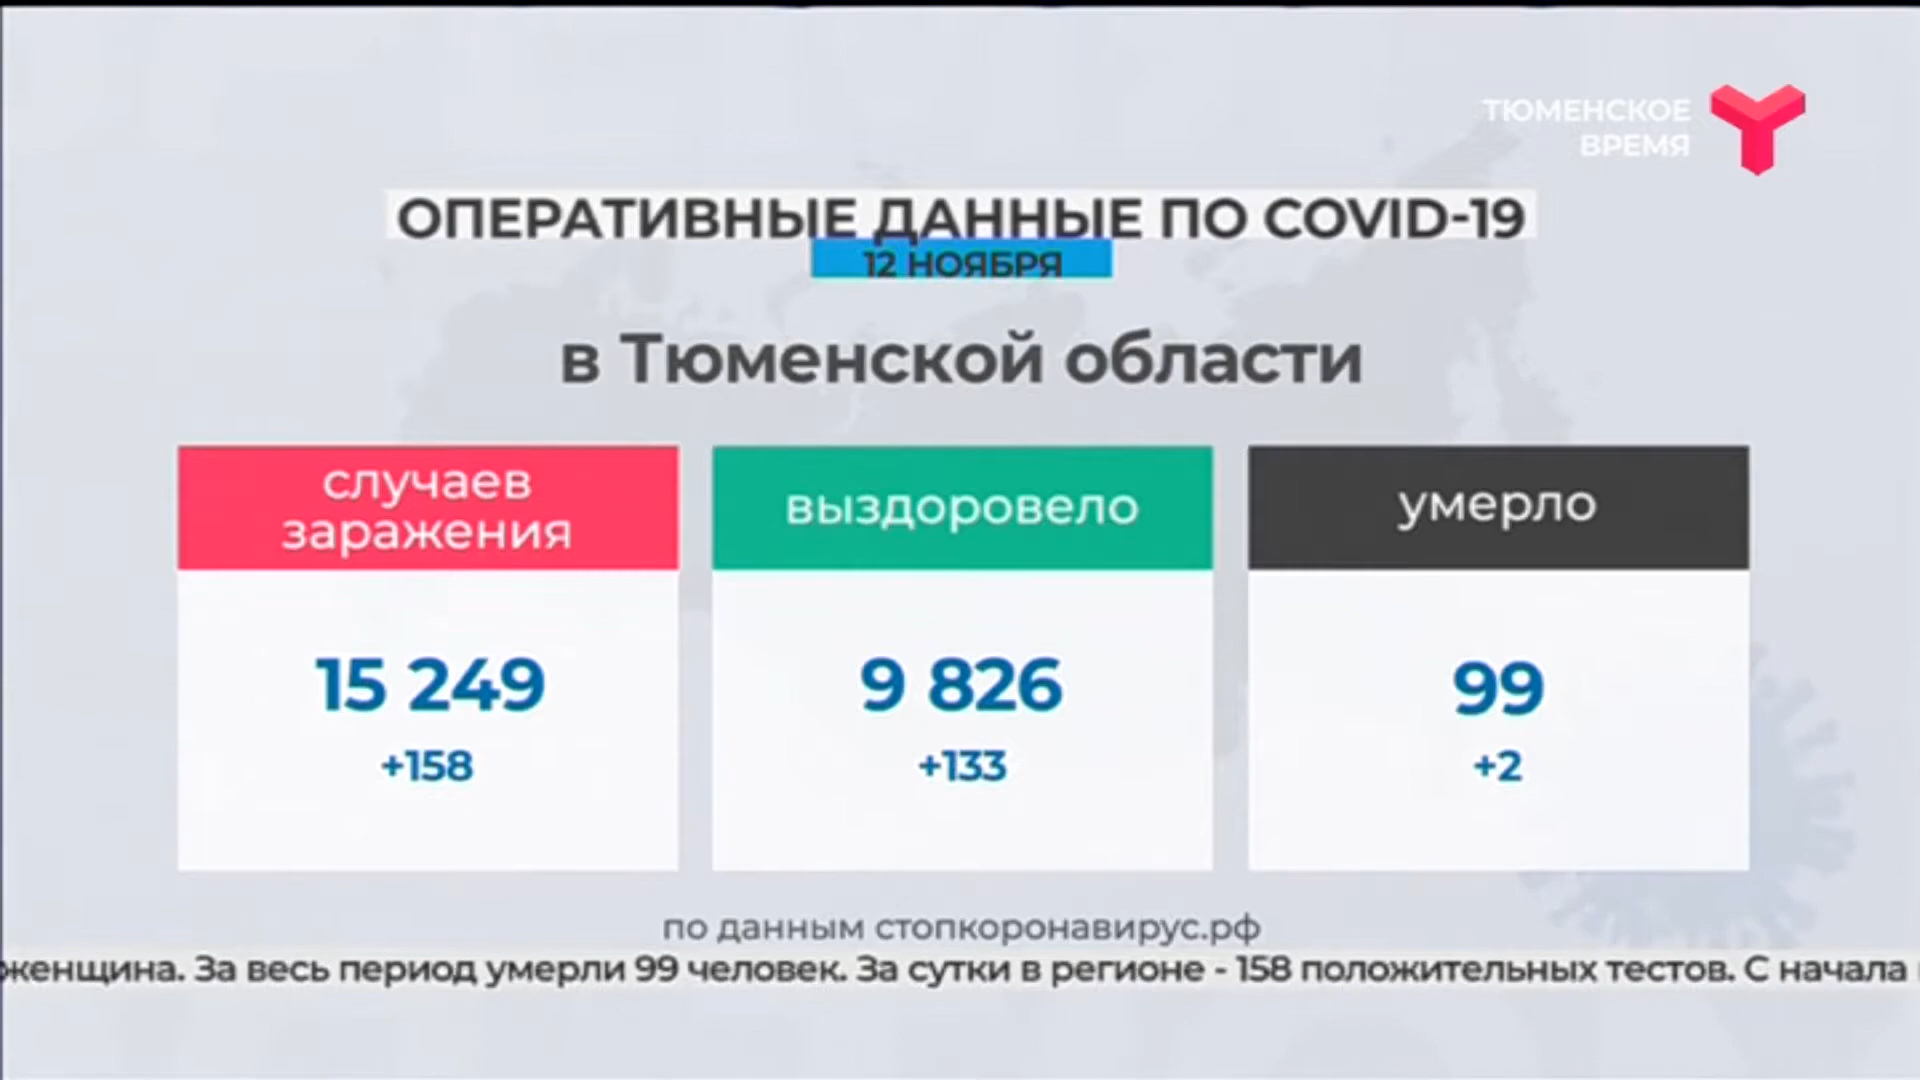 ТЮМЕНСКОЕ
ВРЕМЯ
ОПЕРАТИВНЫЕ ДАННЫЕ ПО COVID-19
12 НОЯБРЯ
в Тюменской области
случаев
заражения
15 249
+158
выздоровело
9 826
+133
умерло
99
+2
по данным стопкоронавирус.рф
женщина. За весь период умерли 99 человек. За сутки в регионе - 158 положительных тестов. С начала